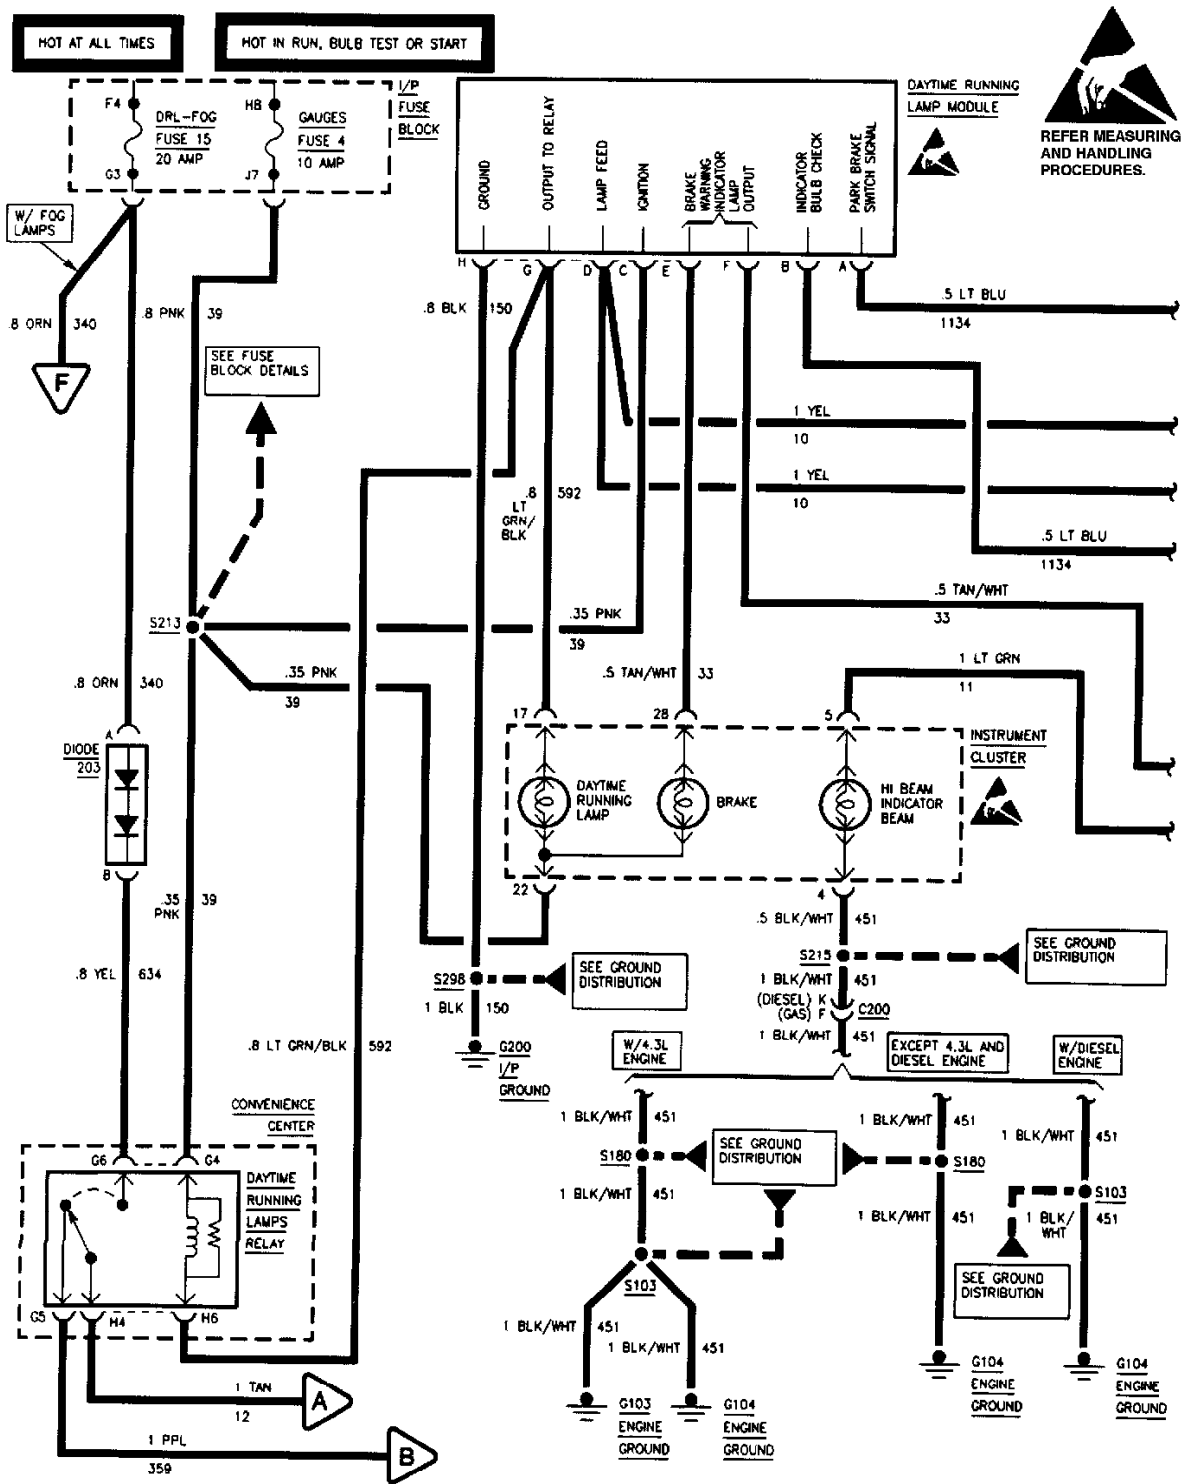 HOT AT ALL TIMES
HOT IN RUN, BULB TEST OR START
F4
DRL-FOG
FUSE 15
20 AMP
G3
H8
GAUGES
FUSE 4
10 AMP
J7
I/P
FUSE
BLOCK
W/ FOG
LAMPS
GROUND
OUTPUT TO RELAY
LAMP FEED
IGNITION
BRAKE
WARNING
INDICATOR
LAMP
OUTPUT
INDICATOR
BULB CHECK
PARK BRAKE
SWITCH SIGNAL
DAYTIME RUNNING
LAMP MODULE
REFER MEASURING
AND HANDLING
PROCEDURES.
H
G
D
C
E
F
B
A
.8 ORN
340
F
.8 PNK
39
.8 BLK
150
.5 LT BLU
1134
SEE FUSE
BLOCK DETAILS
1 YEL
10
1 YEL
10
.8
LT
GRN/
BLK
592
.5 LT BLU
1134
.5 TAN/WHT
33
S213
.35 PNK
39
.35 PNK
39
.5 TAN/WHT
33
1 LT GRN
11
.8 ORN
340
A
DIODE
203
B
17
28
5
INSTRUMENT
CLUSTER
DAYTIME
RUNNING
LAMP
BRAKE
HI BEAM
INDICATOR
BEAM
22
4
.35
PNK
39
.5 BLK/WHT
451
.8 YEL
634
S298
SEE GROUND
DISTRIBUTION
S215
SEE GROUND
DISTRIBUTION
1 BLK
150
1 BLK/WHT
451
(DIESEL) K
(GAS) F
C200
1 BLK/WHT
451
.8 LT GRN/BLK
592
G200
I/P
GROUND
W/4.3L
ENGINE
EXCEPT 4.3L AND
DIESEL ENGINE
W/DIESEL
ENGINE
CONVENIENCE
CENTER
1 BLK/WHT
451
1 BLK/WHT
451
1 BLK/WHT
451
S180
SEE GROUND
DISTRIBUTION
S180
G6
G4
DAYTIME
RUNNING
LAMPS
RELAY
1 BLK/WHT
451
S103
1 BLK/WHT
451
1 BLK/
WHT
451
S103
SEE GROUND
DISTRIBUTION
G5
H4
H6
1 BLK/WHT
451
1 BLK/WHT
451
1 TAN
12
A
1 PPL
359
B
G103
ENGINE
GROUND
G104
ENGINE
GROUND
G104
ENGINE
GROUND
G104
ENGINE
GROUND